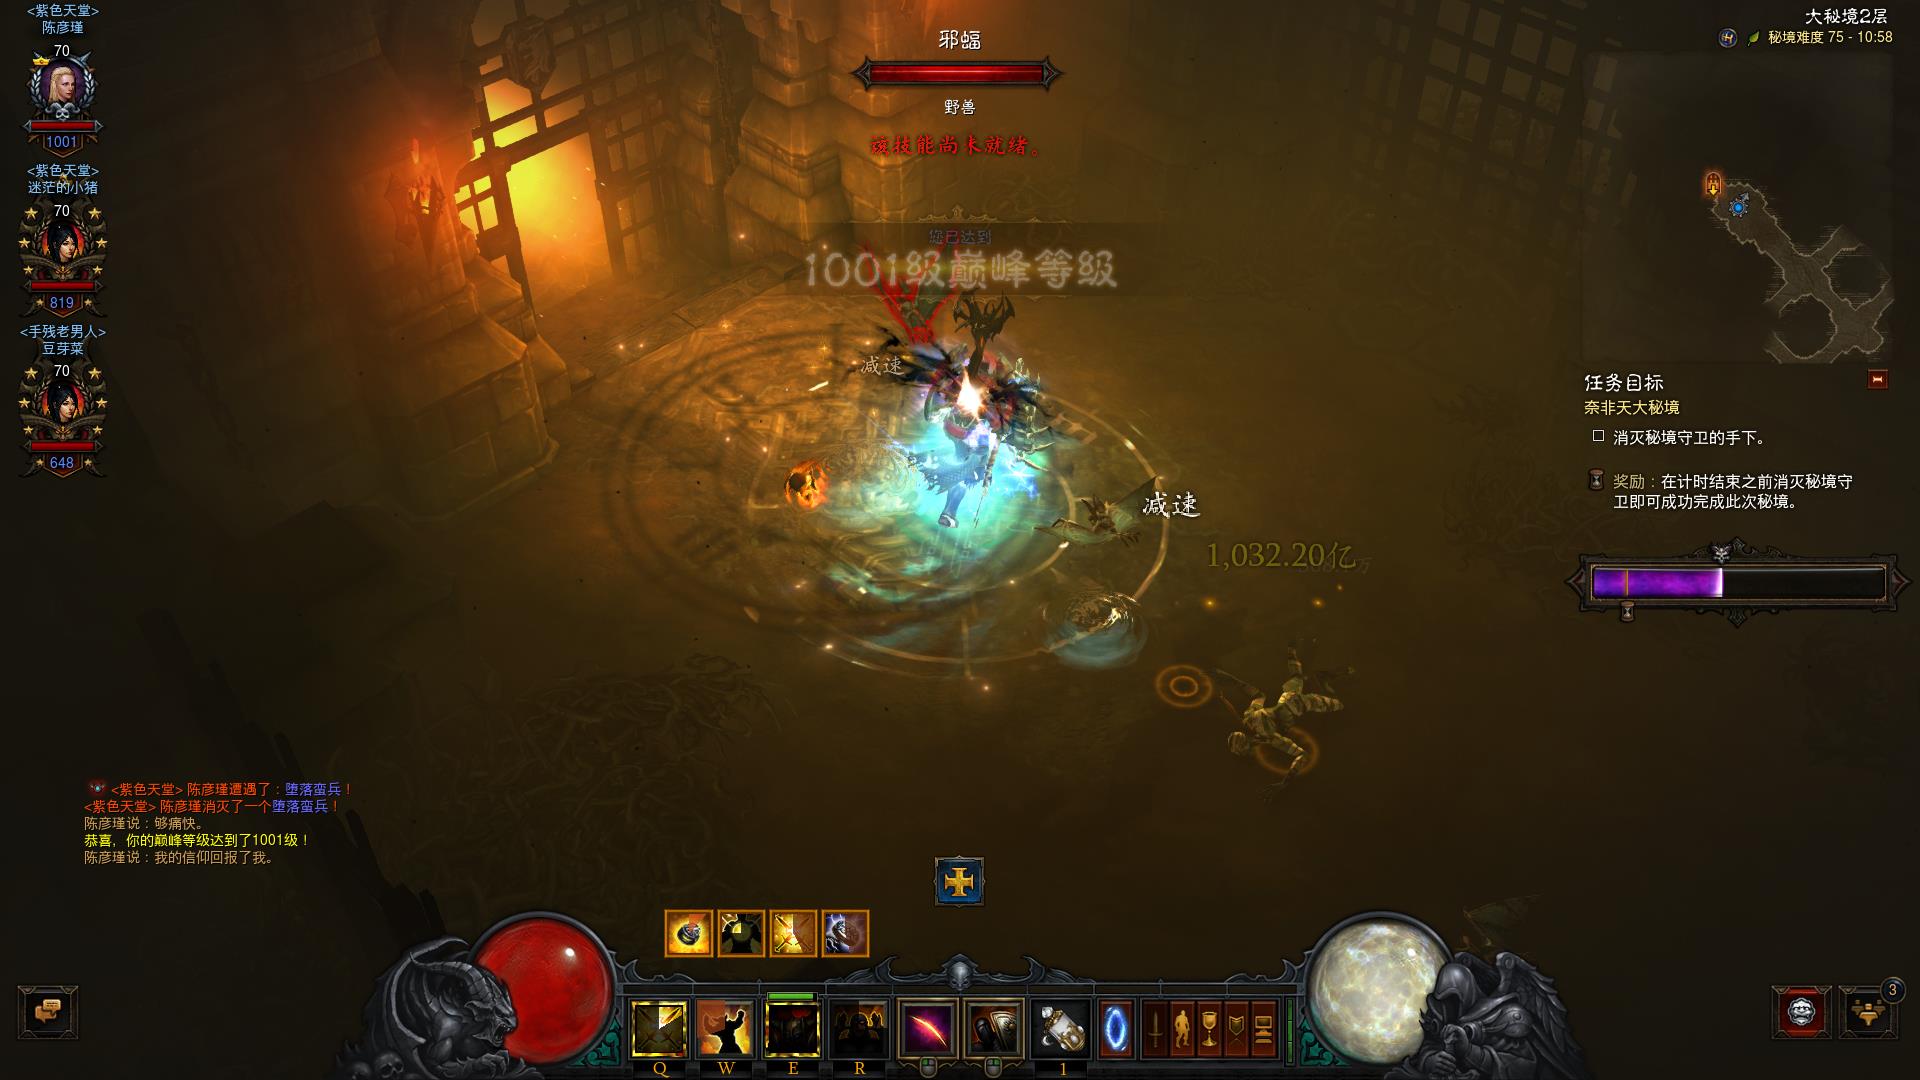 <紫色天堂>
陈彦瑾
70
1001
<紫色天堂>
迷茫的小猪
70
819
<手残老男人>
豆芽菜
70
648
邪蝠
野兽
该技能尚未就绪。
您已达到
1001级巅峰等级
减速
减速
1,032.20亿
大秘境2层
秘境难度 75 - 10:58
任务目标
奈非天大秘境
消灭秘境守卫的手下。
奖励：在计时结束之前消灭秘境守
卫即可成功完成此次秘境。
<紫色天堂> 陈彦瑾遭遇了：堕落蛮兵！
<紫色天堂> 陈彦瑾消灭了一个堕落蛮兵！
陈彦瑾说：够痛快。
恭喜，你的巅峰等级达到了1001级！
陈彦瑾说：我的信仰回报了我。
Q W E R 1
3